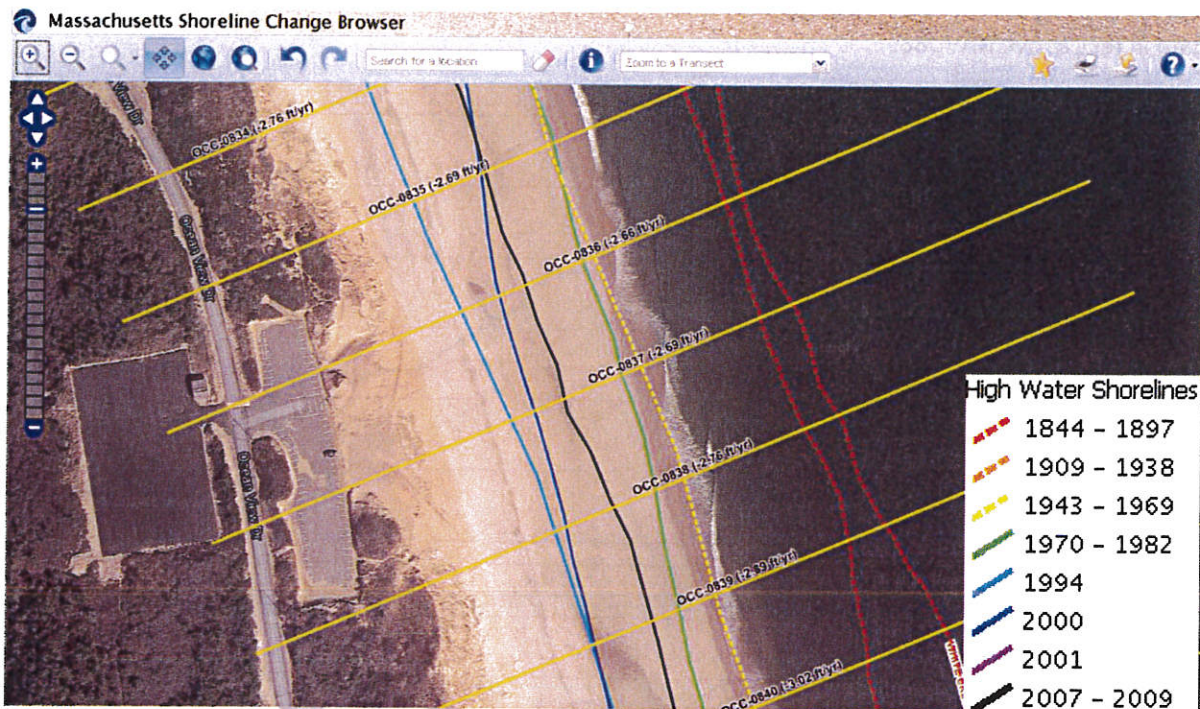 Massachusetts Shoreline Change Browser
Search for a location
Zoom to a Transect
View Dr
OCC-0834 (-2.76 ft/yr)
OCC-0835 (-2.69 ft/yr)
Ocean View Dr
OCC-0836 (-2.66 ft/yr)
OCC-0837 (-2.69 ft/yr)
OCC-0838 (-2.76 ft/yr)
Ocean View Dr
OCC-0839 (-2.89 ft/yr)
OCC-0840 (-3.02 ft/yr)
High Water Shorelines
1844 - 1897
1909 - 1938
1943 - 1969
1970 - 1982
1994
2000
2001
2007 - 2009